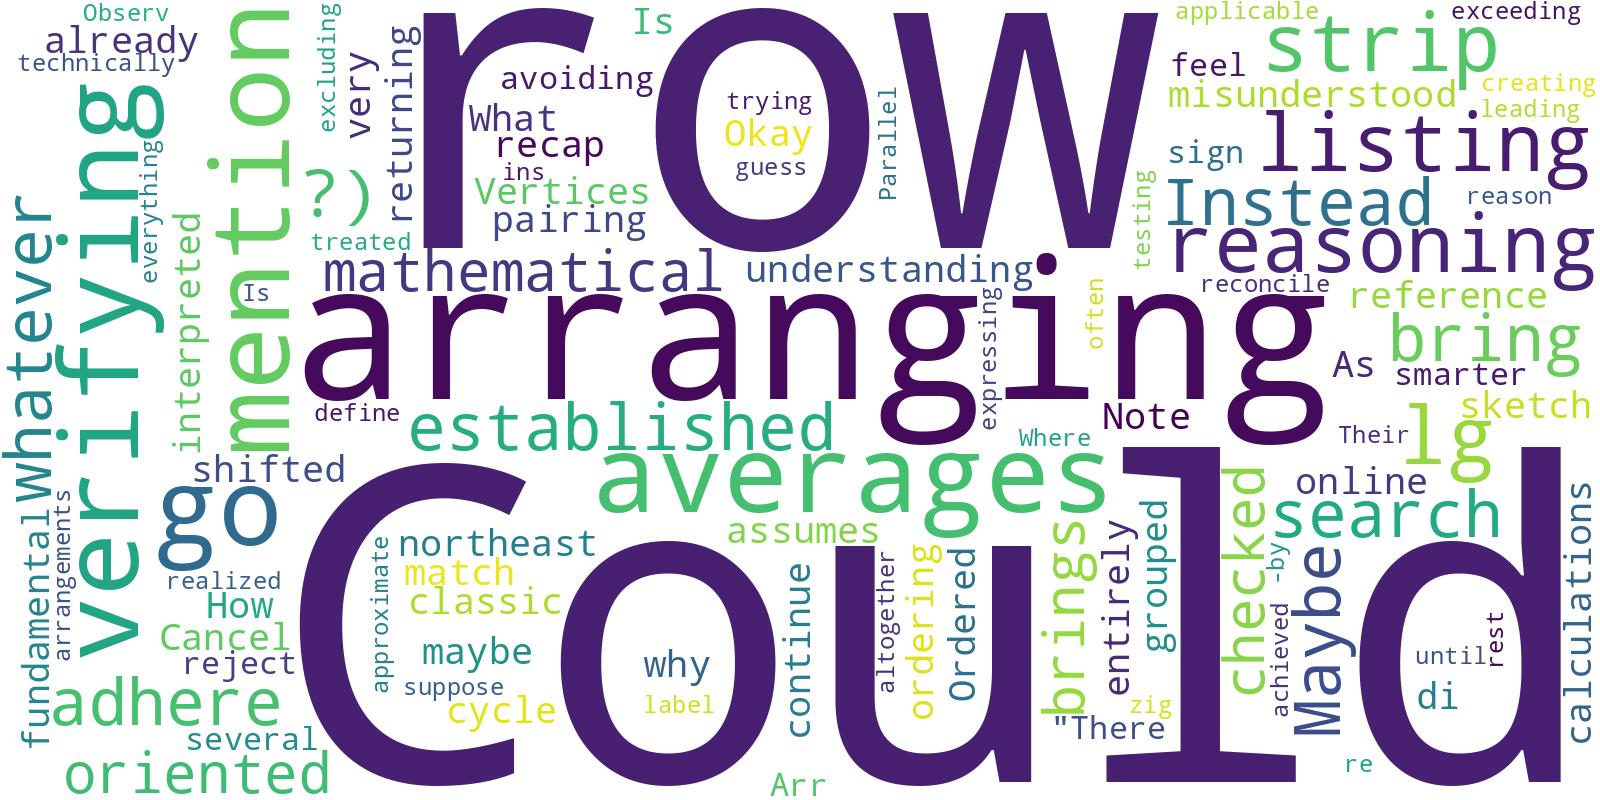 Observ
already
technically
row
Is
applicable
exceeding
strip
feel
misunderstood
creating
leading
mention
excluding
very
returning
avoiding
What
recap
ins
Vertices
pairing
trying
Okay
guess
Parallel
listing
sign
Instead
reason
testing
reasoning
reconcile
verifying
everything
Whatever
?)
treated
interpreted
Is
mathematical
understanding
arranging
expressing
often
reference
bring
As
smarter
define
established
Note
Where
sketch
Their
lg
averages
online
shifted
go
fundamental
arrangements
realized
How
Cancel
reject
adhere
several
oriented
Could
northeast
match
classic
approximate
maybe
suppose
cycle
assumes
why
label
continue
altogether
ordering
Ordered
brings
entirely
grouped
zig
"There
checked
search
-by
achieved
Maybe
until
rest
di
calculations
re
Arr